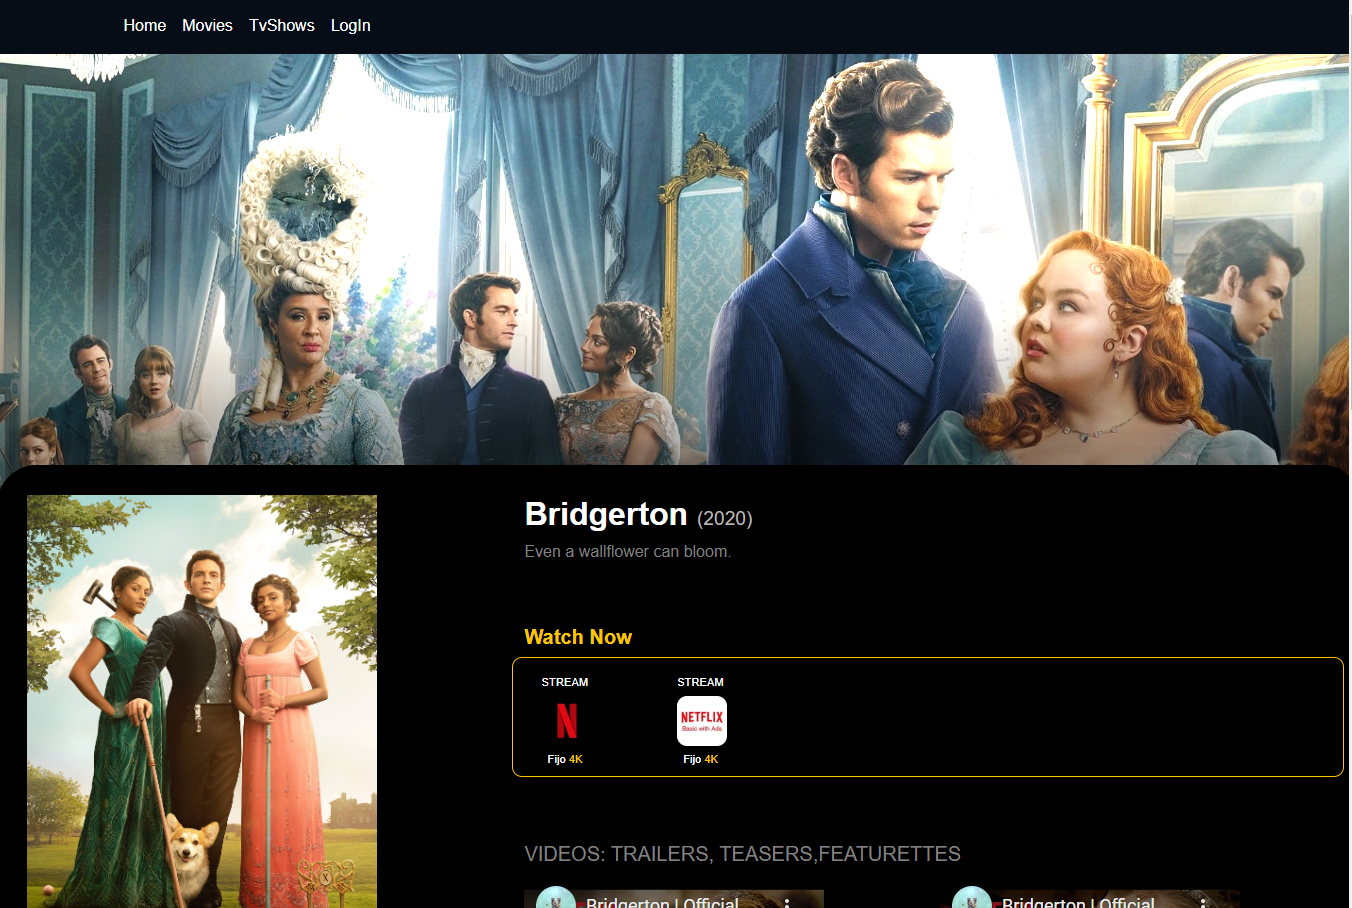 Home Movies TvShows LogIn
Bridgerton (2020)
Even a wallflower can bloom.
Watch Now
STREAM STREAM
N NETFLIX
Basic with Ads
Fijo 4K Fijo 4K
VIDEOS: TRAILERS, TEASERS,FEATURETTES
Bridgerton | Official Bridgerton | Official